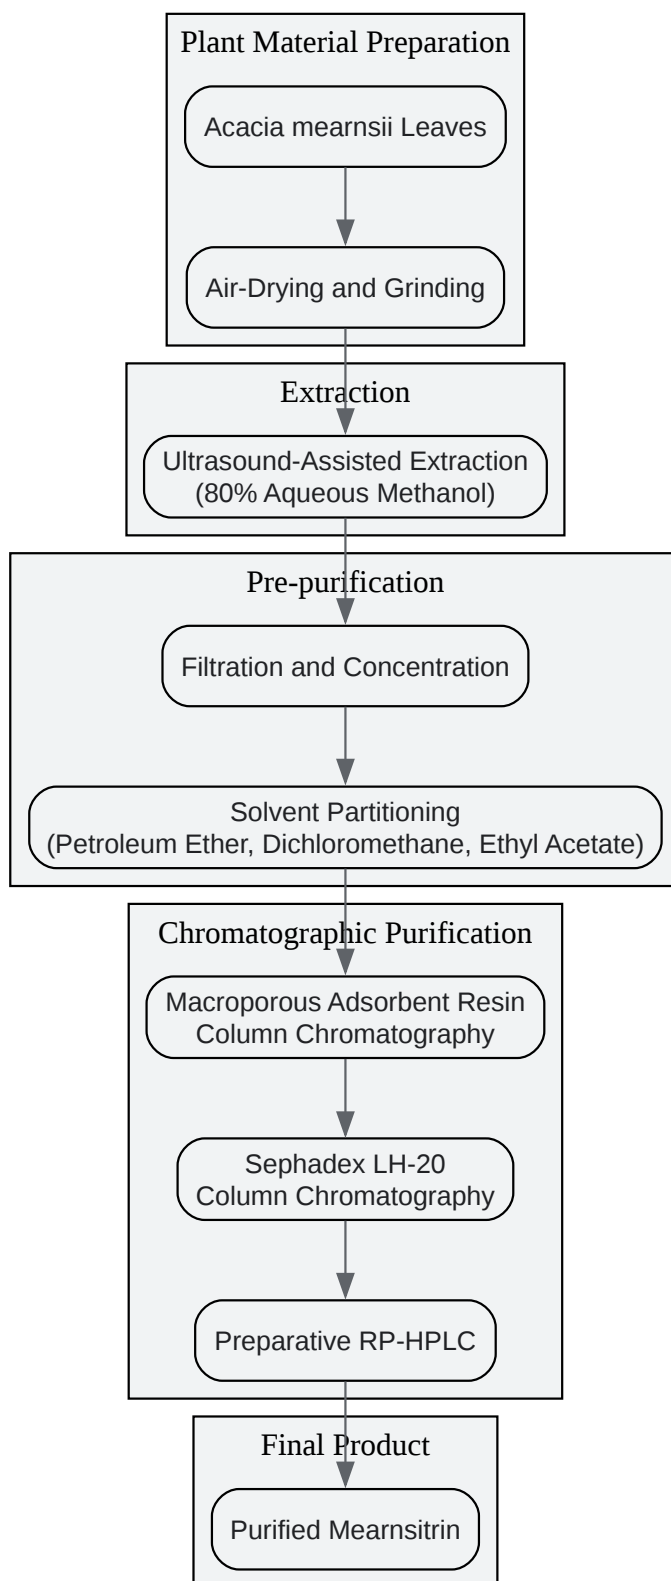 Plant Material Preparation
Acacia mearnsii Leaves
Air-Drying and Grinding
Extraction
Ultrasound-Assisted Extraction
(80% Aqueous Methanol)
Pre-purification
Filtration and Concentration
Solvent Partitioning
(Petroleum Ether, Dichloromethane, Ethyl Acetate)
Chromatographic Purification
Macroporous Adsorbent Resin
Column Chromatography
Sephadex LH-20
Column Chromatography
Preparative RP-HPLC
Final Product
Purified Mearnsitrin